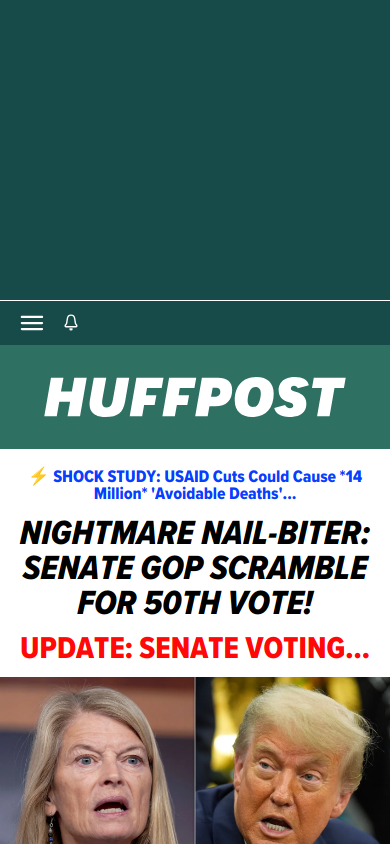 HUFFPOST
⚡ SHOCK STUDY: USAID Cuts Could Cause *14
Million* 'Avoidable Deaths'...
NIGHTMARE NAIL-BITER:
SENATE GOP SCRAMBLE
FOR 50TH VOTE!
UPDATE: SENATE VOTING...